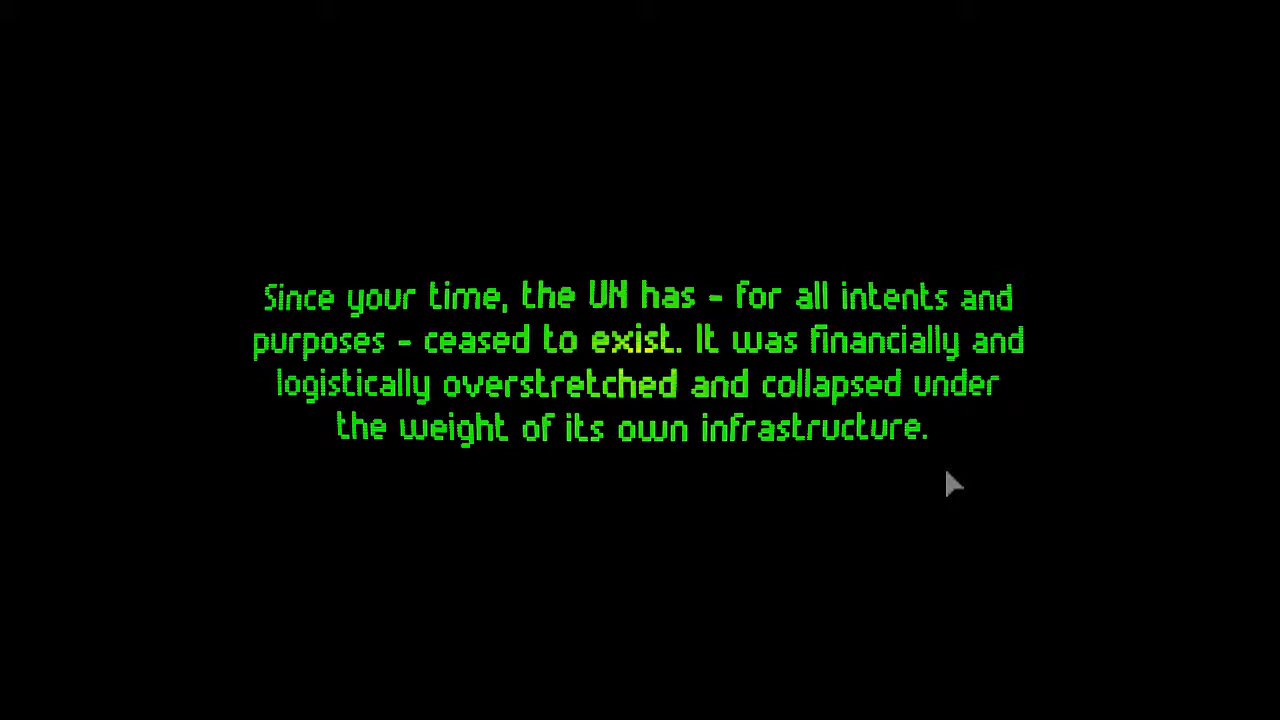 Since your time, the UN has - for all intents and
purposes - ceased to exist. It was financially and
logistically overstretched and collapsed under
the weight of its own infrastructure.